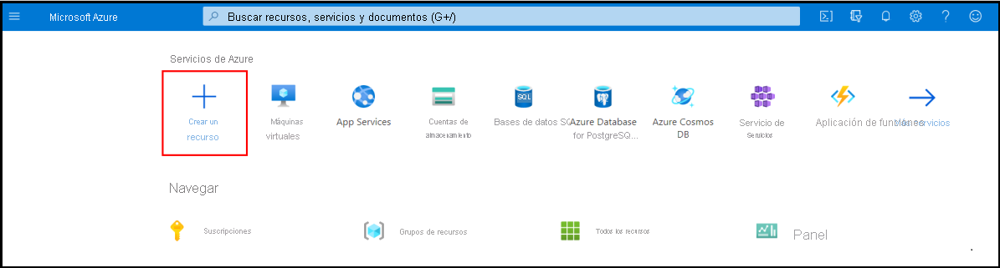 Microsoft Azure
Buscar recursos, servicios y documentos (G+/)
Servicios de Azure
Crear un
recurso
Máquinas
virtuales
App Services
Cuentas de
almacenamiento
Bases de datos SQ
Azure Database
for PostgreSQ...
Azure Cosmos
DB
Servicio de
Servicios
Aplicación de funciones
Más servicios
Navegar
Suscripciones
Grupos de recursos
Todos los recursos
Panel
.
SQL